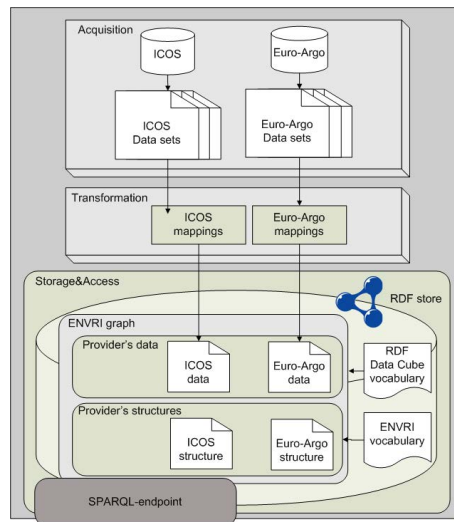 Acquisition
ICOS
Euro-Argo
ICOS
Data sets
Euro-Argo
Data sets
Transformation
ICOS
mappings
Euro-Argo
mappings
Storage&Access
RDF store
ENVRI graph
Provider's data
ICOS
data
Euro-Argo
data
RDF
Data Cube
vocabulary
Provider's structures
ICOS
structure
Euro-Argo
structure
ENVRI
vocabulary
SPARQL-endpoint